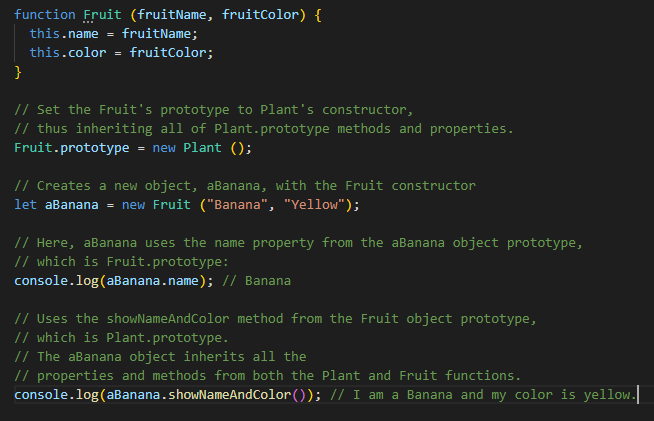 function Fruit (fruitName, fruitColor) {
  this.name = fruitName;
  this.color = fruitColor;
}

// Set the Fruit's prototype to Plant's constructor,
// thus inheriting all of Plant.prototype methods and properties.
Fruit.prototype = new Plant ();

// Creates a new object, aBanana, with the Fruit constructor
let aBanana = new Fruit ("Banana", "Yellow");

// Here, aBanana uses the name property from the aBanana object prototype,
// which is Fruit.prototype:
console.log(aBanana.name); // Banana

// Uses the showNameAndColor method from the Fruit object prototype,
// which is Plant.prototype.
// The aBanana object inherits all the
// properties and methods from both the Plant and Fruit functions.
console.log(aBanana.showNameAndColor()); // I am a Banana and my color is yellow.